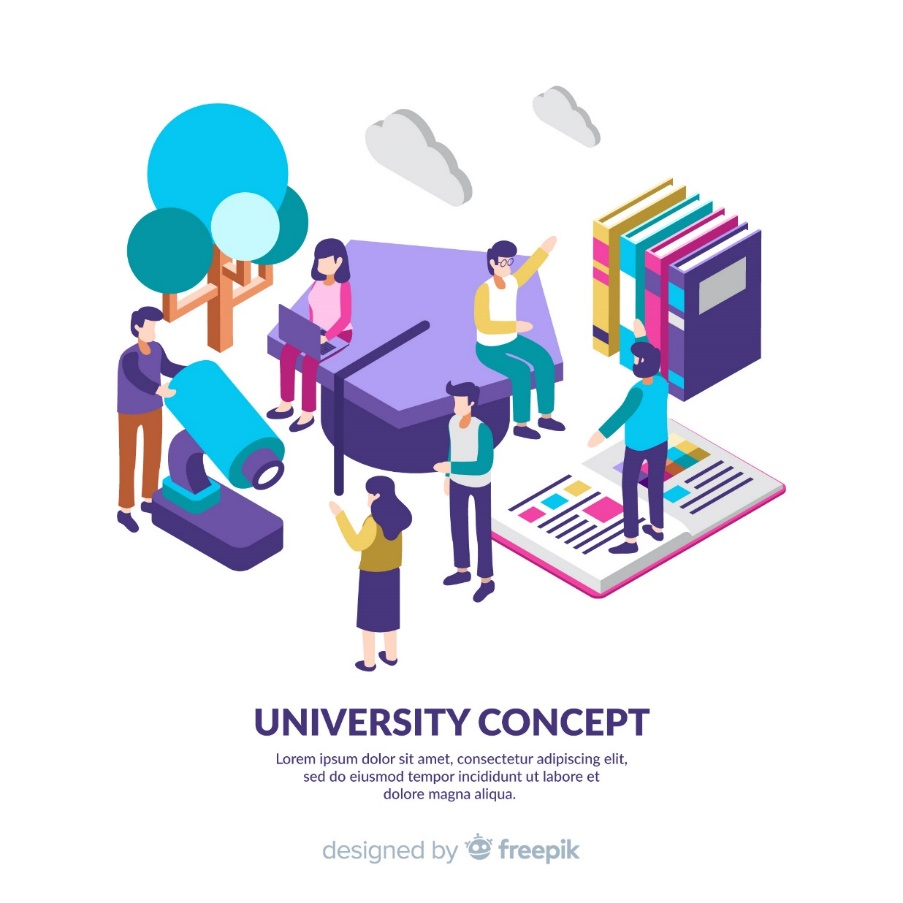 UNIVERSITY CONCEPT
Lorem ipsum dolor sit amet, consectetur adipiscing elit,
sed do eiusmod tempor incididunt ut labore et
dolore magna aliqua.
designed by freepik